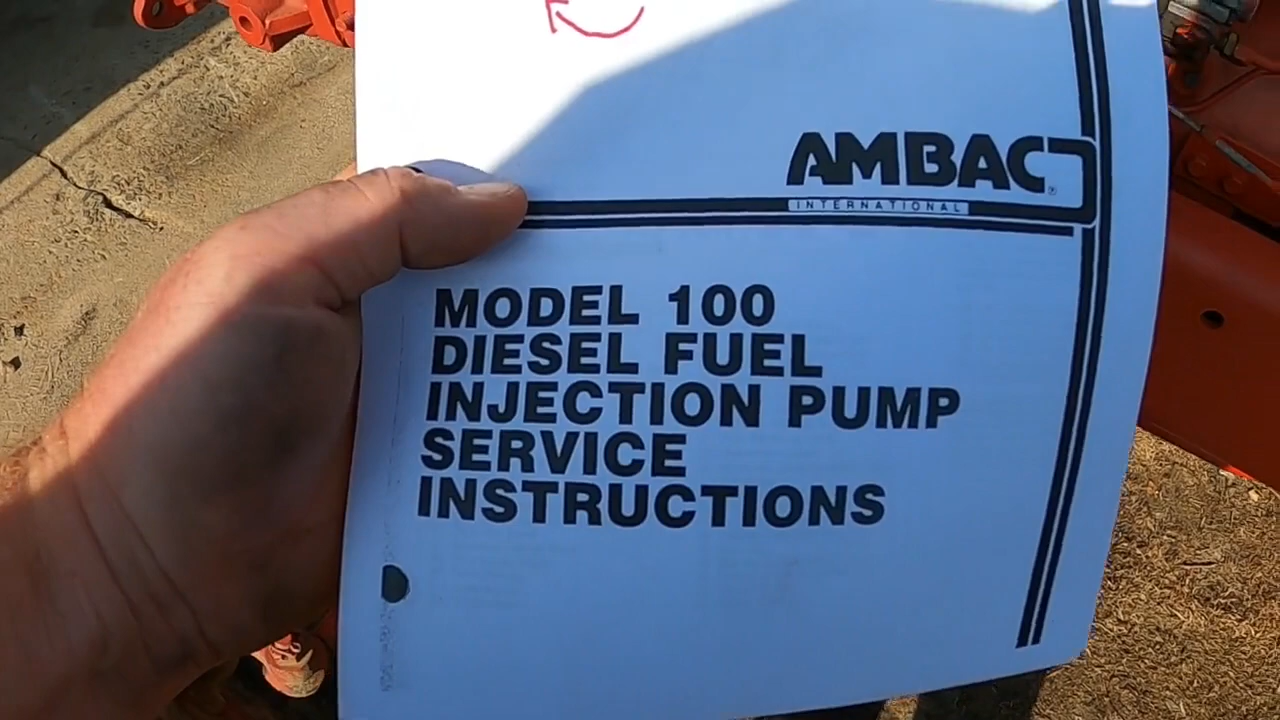 AMBAC
INTERNATIONAL
MODEL 100
DIESEL FUEL
INJECTION PUMP
SERVICE
INSTRUCTIONS